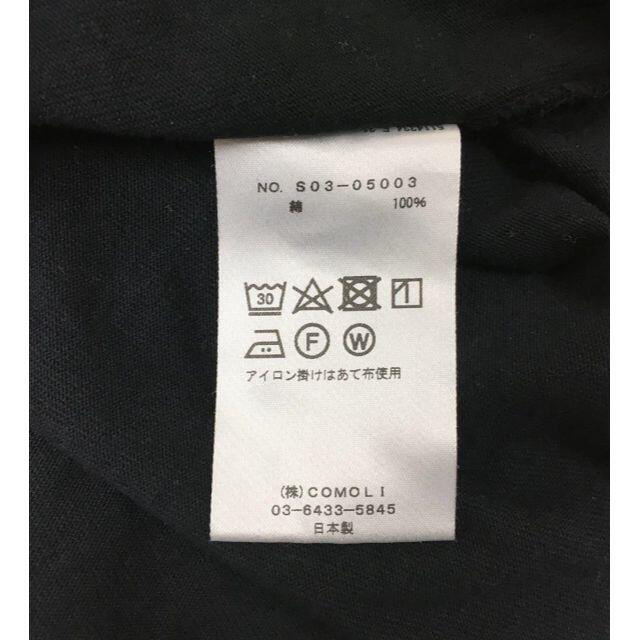 NO. S03-05003
綿 100%
30
F W
アイロン掛けはあて布使用
(株)COMOLI
03-6433-5845
日本製